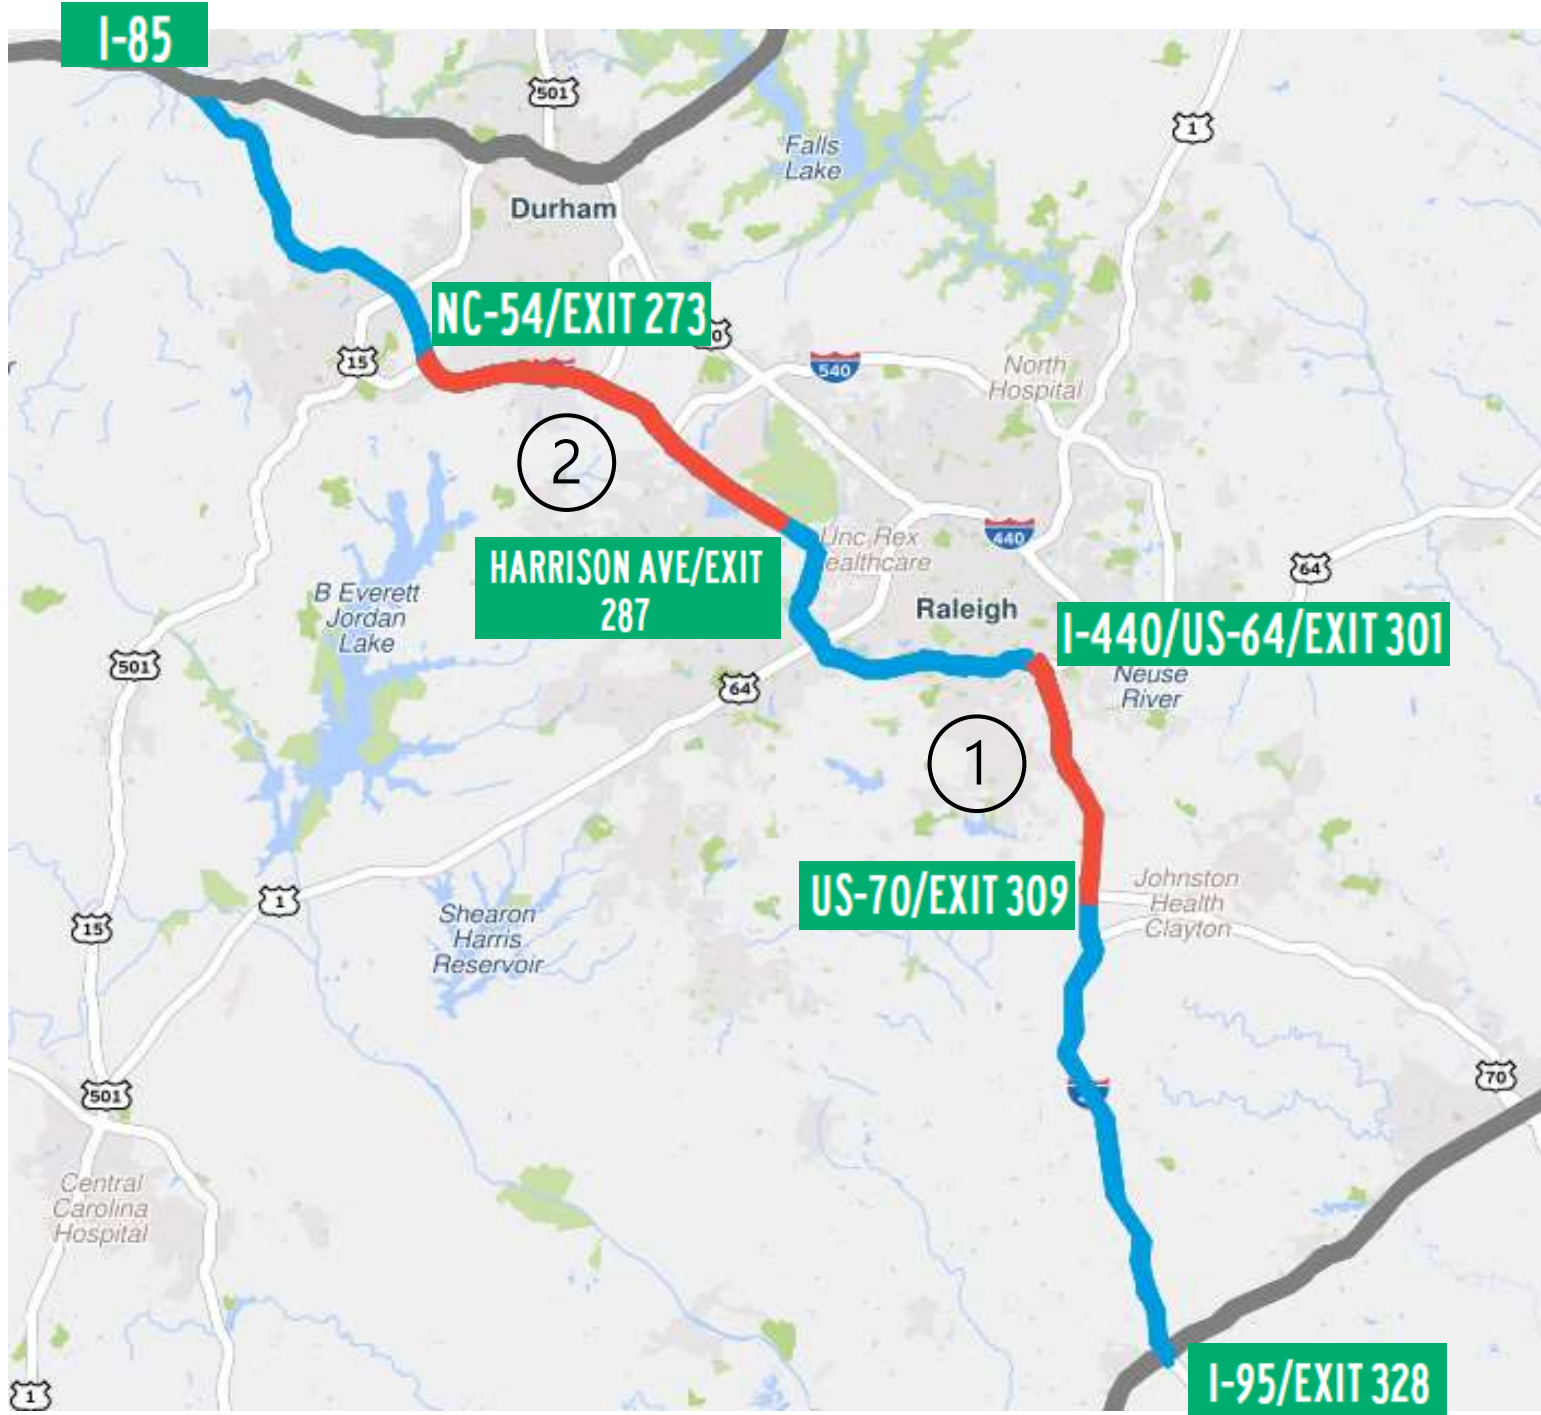 I-85
501
1
Falls
Lake
Durham
NC-54/EXIT 273
15
540
North
Hospital
2
Unc Rex
440
HARRISON AVE/EXIT
287
64
B Everett
Jordan
Lake
Raleigh
I-440/US-64/EXIT 301
501
64
Neuse
River
1
US-70/EXIT 309
Johnston
Health
Clayton
1
15
Shearon
Harris
Reservoir
70
501
Central
Carolina
Hospital
1
I-95/EXIT 328